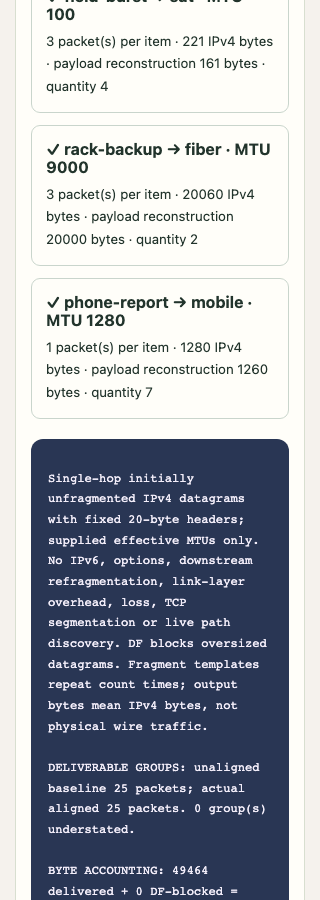 100
3 packet(s) per item · 221 IPv4 bytes
· payload reconstruction 161 bytes ·
quantity 4
✓ rack-backup → fiber · MTU
9000
3 packet(s) per item · 20060 IPv4
bytes · payload reconstruction
20000 bytes · quantity 2
✓ phone-report → mobile ·
MTU 1280
1 packet(s) per item · 1280 IPv4
bytes · payload reconstruction 1260
bytes · quantity 7
Single-hop initially
unfragmented IPv4 datagrams
with fixed 20-byte headers;
supplied effective MTUs only.
No IPv6, options, downstream
refragmentation, link-layer
overhead, loss, TCP
segmentation or live path
discovery. DF blocks oversized
datagrams. Fragment templates
repeat count times; output
bytes mean IPv4 bytes, not
physical wire traffic.
DELIVERABLE GROUPS: unaligned
baseline 25 packets; actual
aligned 25 packets. 0 group(s)
understated.
BYTE ACCOUNTING: 49464
delivered + 0 DF-blocked =